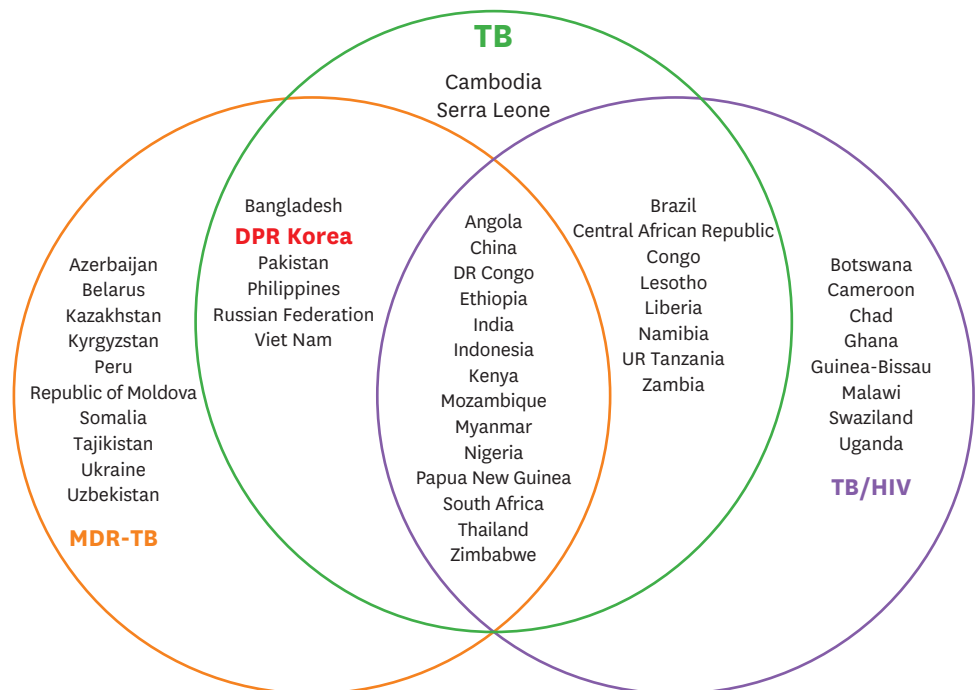 TB
Cambodia
Serra Leone
Bangladesh
DPR Korea
Pakistan
Philippines
Russian Federation
Viet Nam
Azerbaijan
Belarus
Kazakhstan
Kyrgyzstan
Peru
Republic of Moldova
Somalia
Tajikistan
Ukraine
Uzbekistan
MDR-TB
Angola
China
DR Congo
Ethiopia
India
Indonesia
Kenya
Mozambique
Myanmar
Nigeria
Papua New Guinea
South Africa
Thailand
Zimbabwe
Brazil
Central African Republic
Congo
Lesotho
Liberia
Namibia
UR Tanzania
Zambia
Botswana
Cameroon
Chad
Ghana
Guinea-Bissau
Malawi
Swaziland
Uganda
TB/HIV